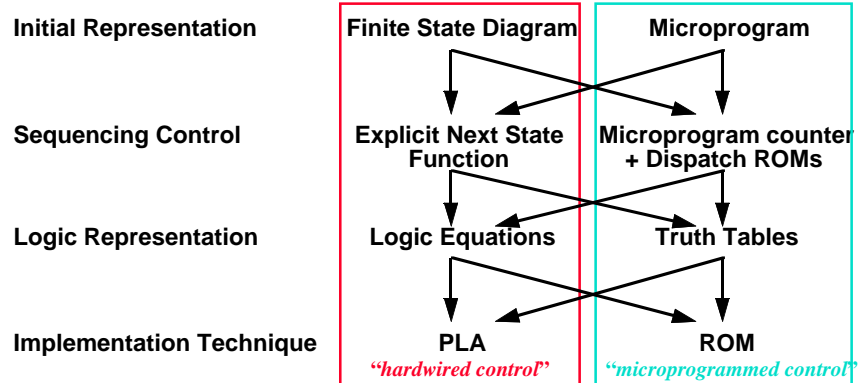 Initial Representation Finite State Diagram Microprogram
Sequencing Control Explicit Next State Microprogram counter
Function + Dispatch ROMs
Logic Representation Logic Equations Truth Tables
Implementation Technique PLA ROM
“hardwired control” “microprogrammed control”